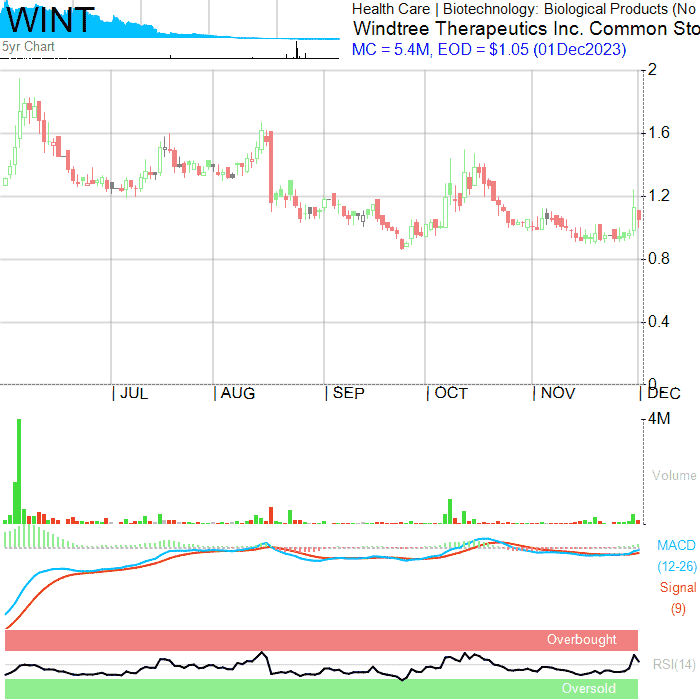 WINT
5yr Chart
Health Care | Biotechnology: Biological Products (No
Windtree Therapeutics Inc. Common Sto
MC = 5.4M, EOD = $1.05 (01Dec2023)
2
1.6
1.2
0.8
0.4
0
JUL AUG SEP OCT NOV DEC
4M
Volume
MACD
(12-26)
Signal
(9)
Overbought
RSI(14)
Oversold